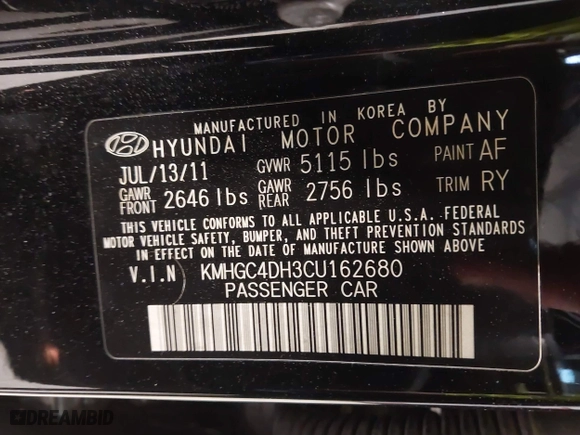 MANUFACTURED IN KOREA BY
HYUNDAI MOTOR COMPANY
JUL/13/11 GVWR 5115 lbs PAINT AF
GAWR FRONT 2646 lbs GAWR REAR 2756 lbs TRIM RY
THIS VEHICLE CONFORMS TO ALL APPLICABLE U.S.A. FEDERAL
MOTOR VEHICLE SAFETY, BUMPER, AND THEFT PREVENTION STANDARDS
IN EFFECT ON THE DATE OF MANUFACTURE SHOWN ABOVE.
V.I.N) KMHGC4DH3CU162680
PASSENGER CAR
DREAMBID